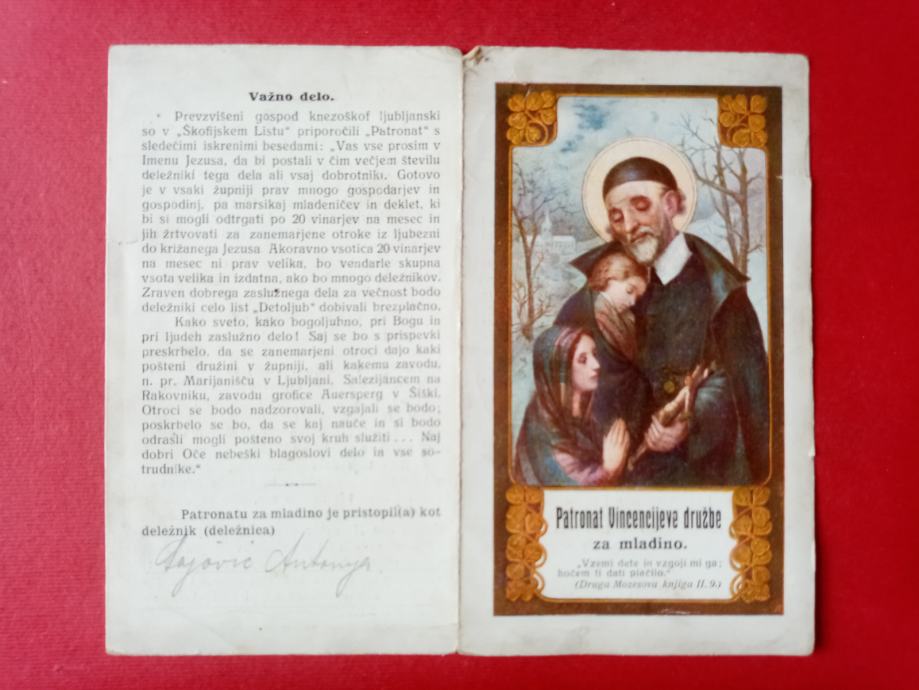 Važno delo.
Prevzvišeni gospod knezoškof ljubljanski
so v „Škofijskem Listu“ priporočili „Patronat“ s
sledečimi iskrenimi besedami: „Vas vse prosim v
Imenu Jezusa, da bi postali v čim večjem številu
deležniki tega dela ali vsaj dobrotniki. Gotovo
je v vsaki župniji prav mnogo gospodarjev in
gospodinj, pa marsikaj mladeničev in deklet, ki
bi si mogli odtrgati po 20 vinarjev na mesec in
jih žrtvovati za zanemarjene otroke iz ljubezni
do križanega Jezusa. Akoravno vsotica 20 vinarjev
na mesec ni prav velika, bo vendarle skupna
vsota velika in izdatna, ako bo mnogo deležnikov.
Zraven dobrega zaslužnega dela za večnost bodo
deležniki celo list „Detoljub“ dobivali brezplačno.
Kako sveto, kako bogoljubno, pri Bogu in
pri ljudeh zaslužno delo! Saj se bo s prispevki
preskrbelo, da se zanemarjeni otroci dajo kaki
pošteni družini v župniji, ali kakemu zavodu,
n. pr. Marijanišču v Ljubljani, Salezijancem na
Rakovniku, zavodu grofice Auersperg v Šiški.
Otroci se bodo nadzorovali, vzgajali se bodo;
poskrbelo se bo, da se kaj nauče in si bodo
odrasli mogli pošteno svoj kruh služiti ... Naj
dobri Oče nebeški blagoslovi delo in vse so-
trudnike.“
Patronatu za mladino je pristopil(a) kot
deležnik (deležnica)
Antonija
Patronat Vincencijeve družbe
za mladino.
„Vzemi dete in vzgoji mi ga;
hočem ti dati plačilo.“
(Druga Mozesova knjiga II. 9.)